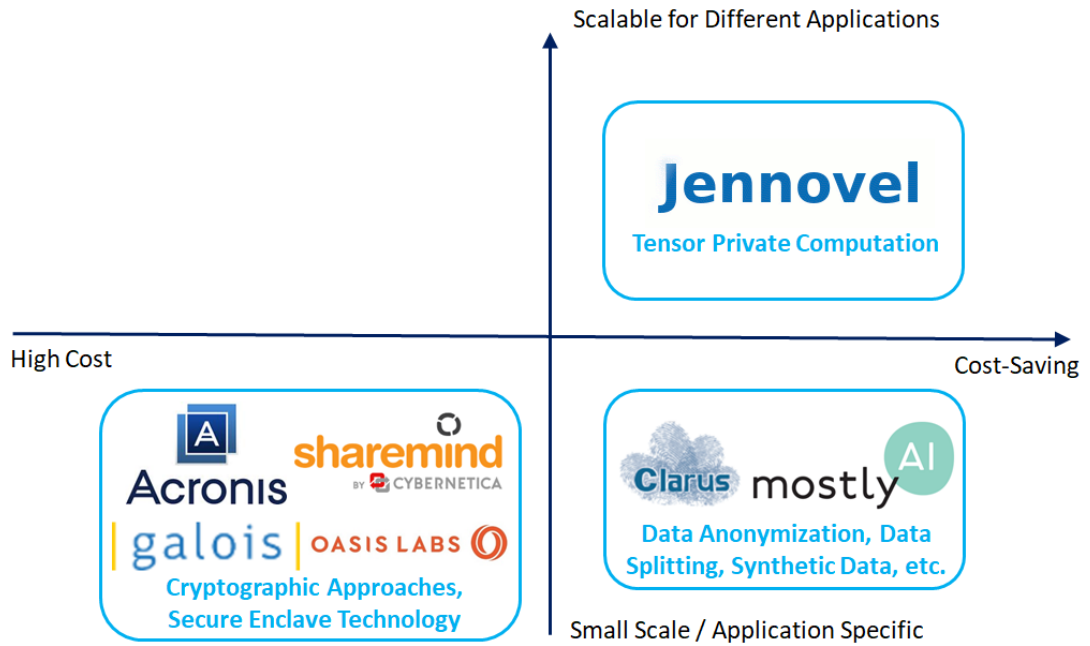 Scalable for Different Applications
Jennovel
Tensor Private Computation
High Cost
Cost-Saving
A
Acronis
sharemind
BY CYBERNETICA
galois
OASIS LABS
Cryptographic Approaches,
Secure Enclave Technology
Clarus
mostly AI
Data Anonymization, Data
Splitting, Synthetic Data, etc.
Small Scale / Application Specific